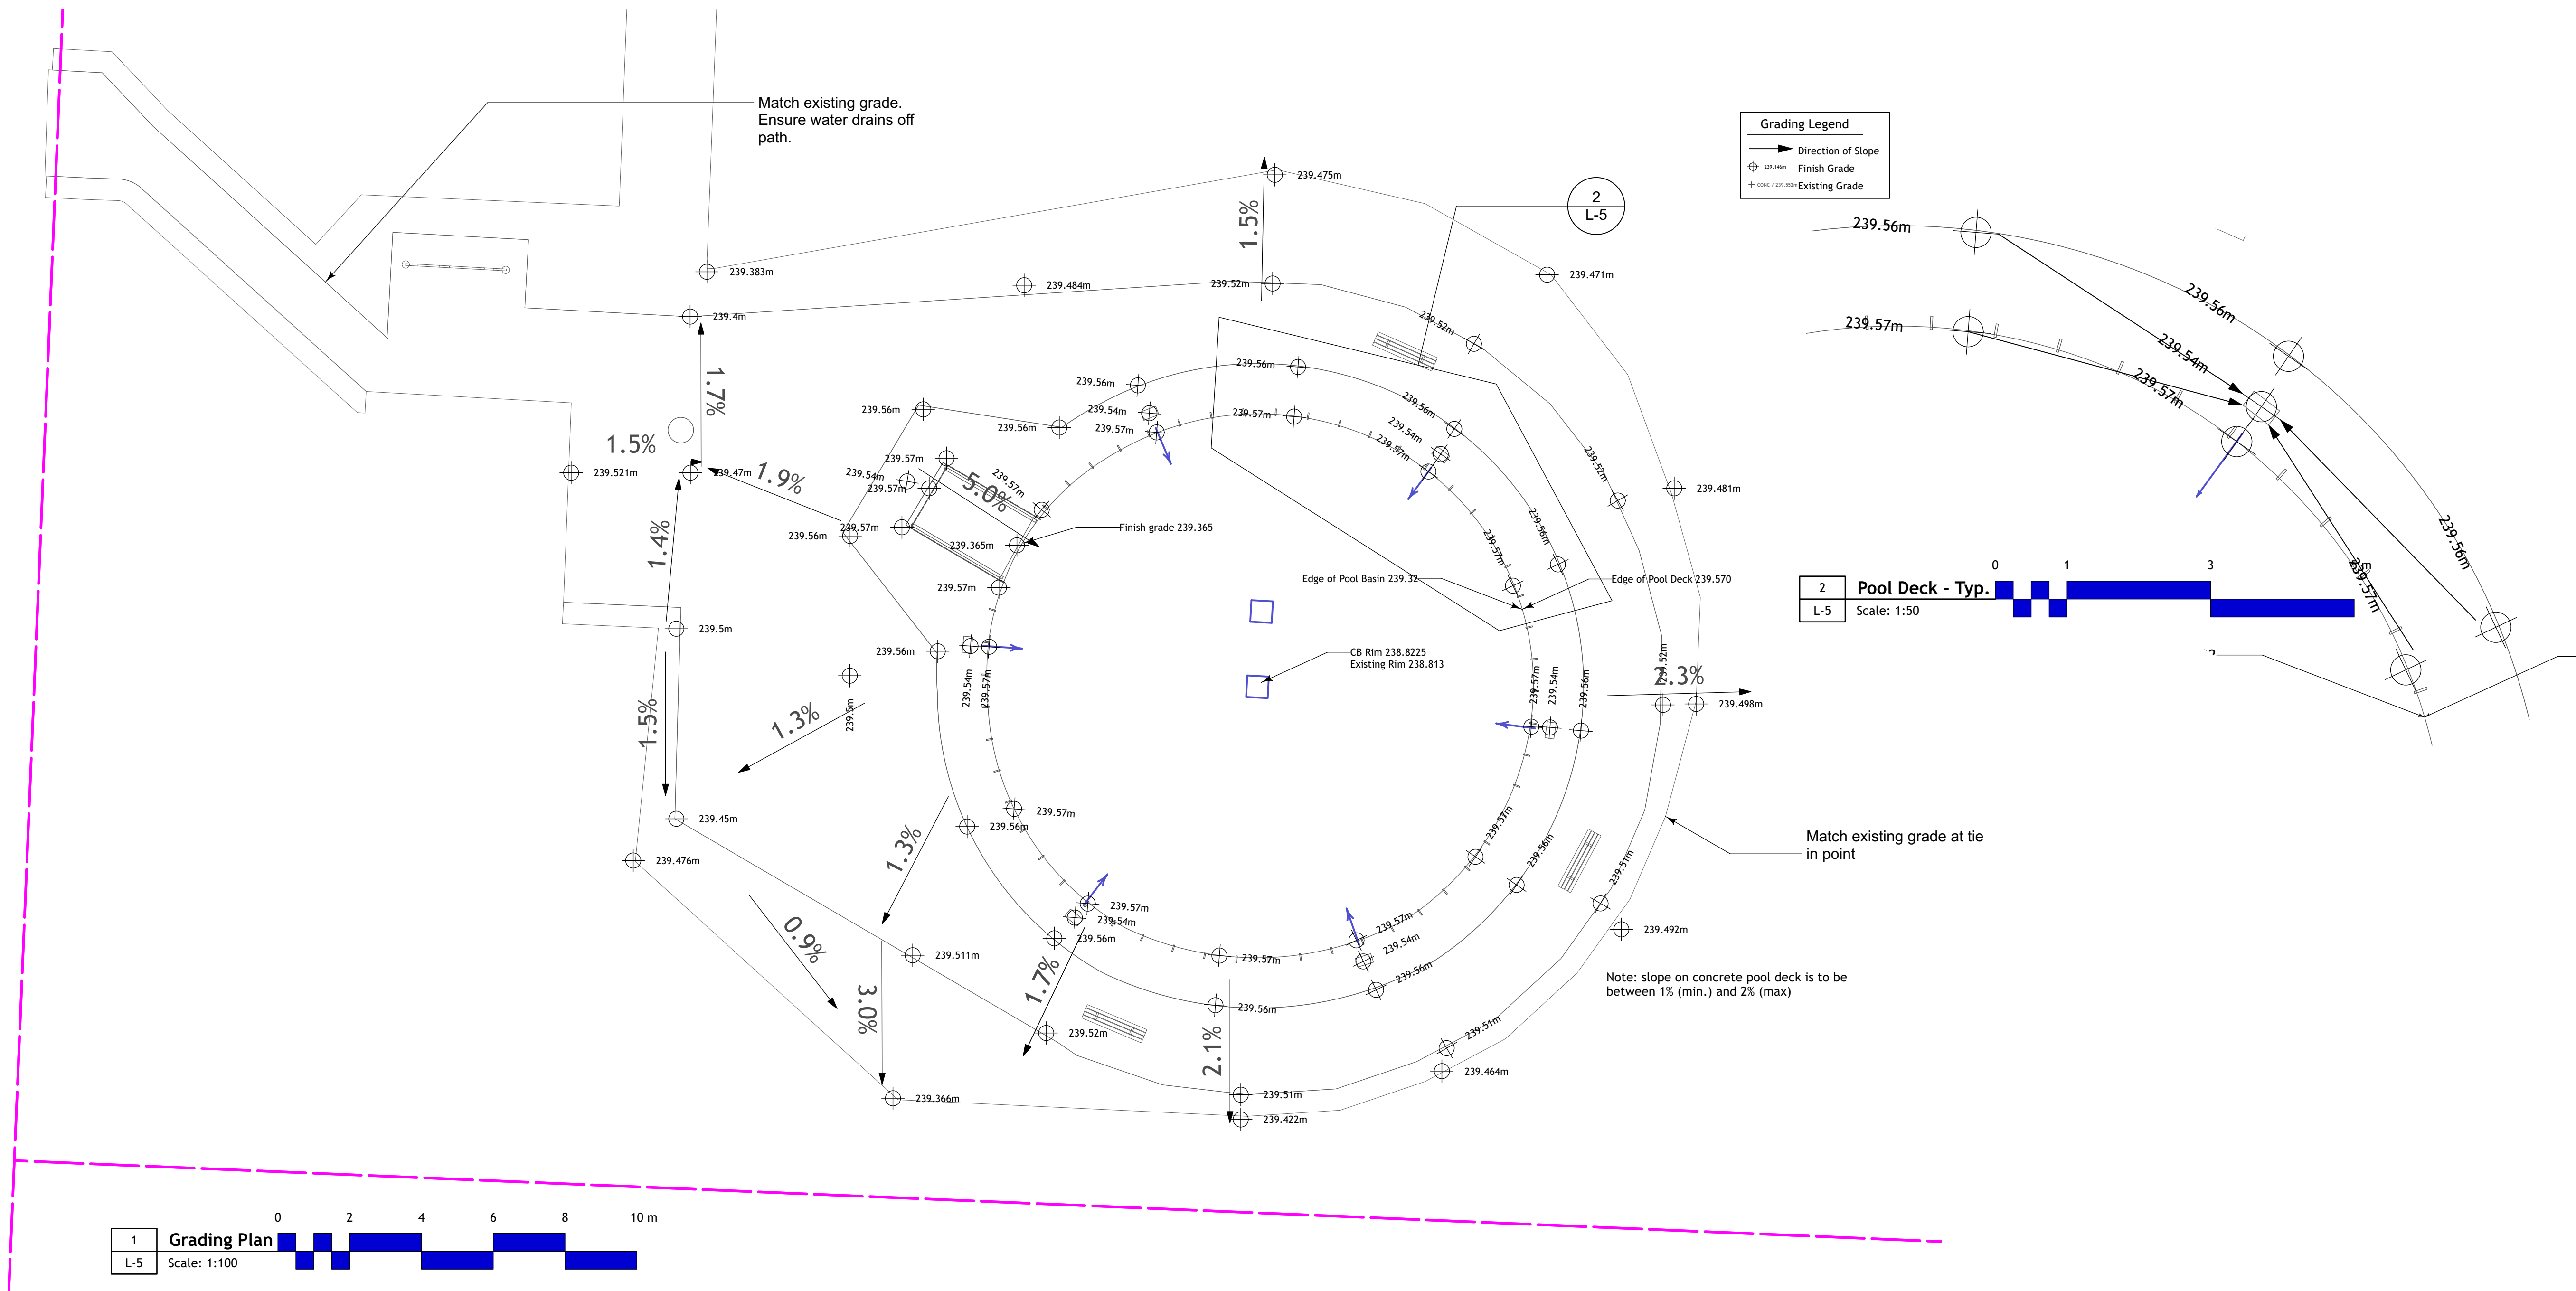 Match existing grade.
Ensure water drains off
path.
Grading Legend
Direction of Slope
239.146m Finish Grade
CONC / 239.552m Existing Grade
2
L-5
239.475m
1.5%
239.383m
239.471m
239.484m
239.52m
239.4m
239.52m
1.7%
239.56m
239.56m
239.56m
239.54m
239.57m
239.57m
239.56m
239.56m
239.54m
239.57m
1.5%
239.521m
239.47m
1.9%
239.57m
239.54m
239.57m
239.57m
5.0%
239.57m
239.56m
239.365m
Finish grade 239.365
239.52m
239.481m
239.56m
239.57m
1.4%
239.57m
Edge of Pool Basin 239.32
Edge of Pool Deck 239.570
239.5m
239.56m
CB Rim 238.8225
Existing Rim 238.813
239.54m
239.57m
239.5m
1.5%
1.3%
239.57m
239.54m
239.56m
239.52m
2.3%
239.498m
239.45m
239.476m
1.3%
239.57m
239.56m
239.57m
239.56m
239.51m
Match existing grade at tie
in point
0.9%
239.57m
239.54m
239.56m
239.511m
239.57m
239.54m
239.57m
239.56m
239.492m
Note: slope on concrete pool deck is to be
between 1% (min.) and 2% (max)
3.0%
1.7%
239.56m
2.1%
239.52m
239.51m
239.464m
239.366m
239.51m
239.422m
239.56m
239.57m
239.56m
239.54m
239.57m
239.56m
239.57m
2
L-5
Pool Deck - Typ.
Scale: 1:50
0 1 3 m
1
L-5
Grading Plan
Scale: 1:100
0 2 4 6 8 10 m